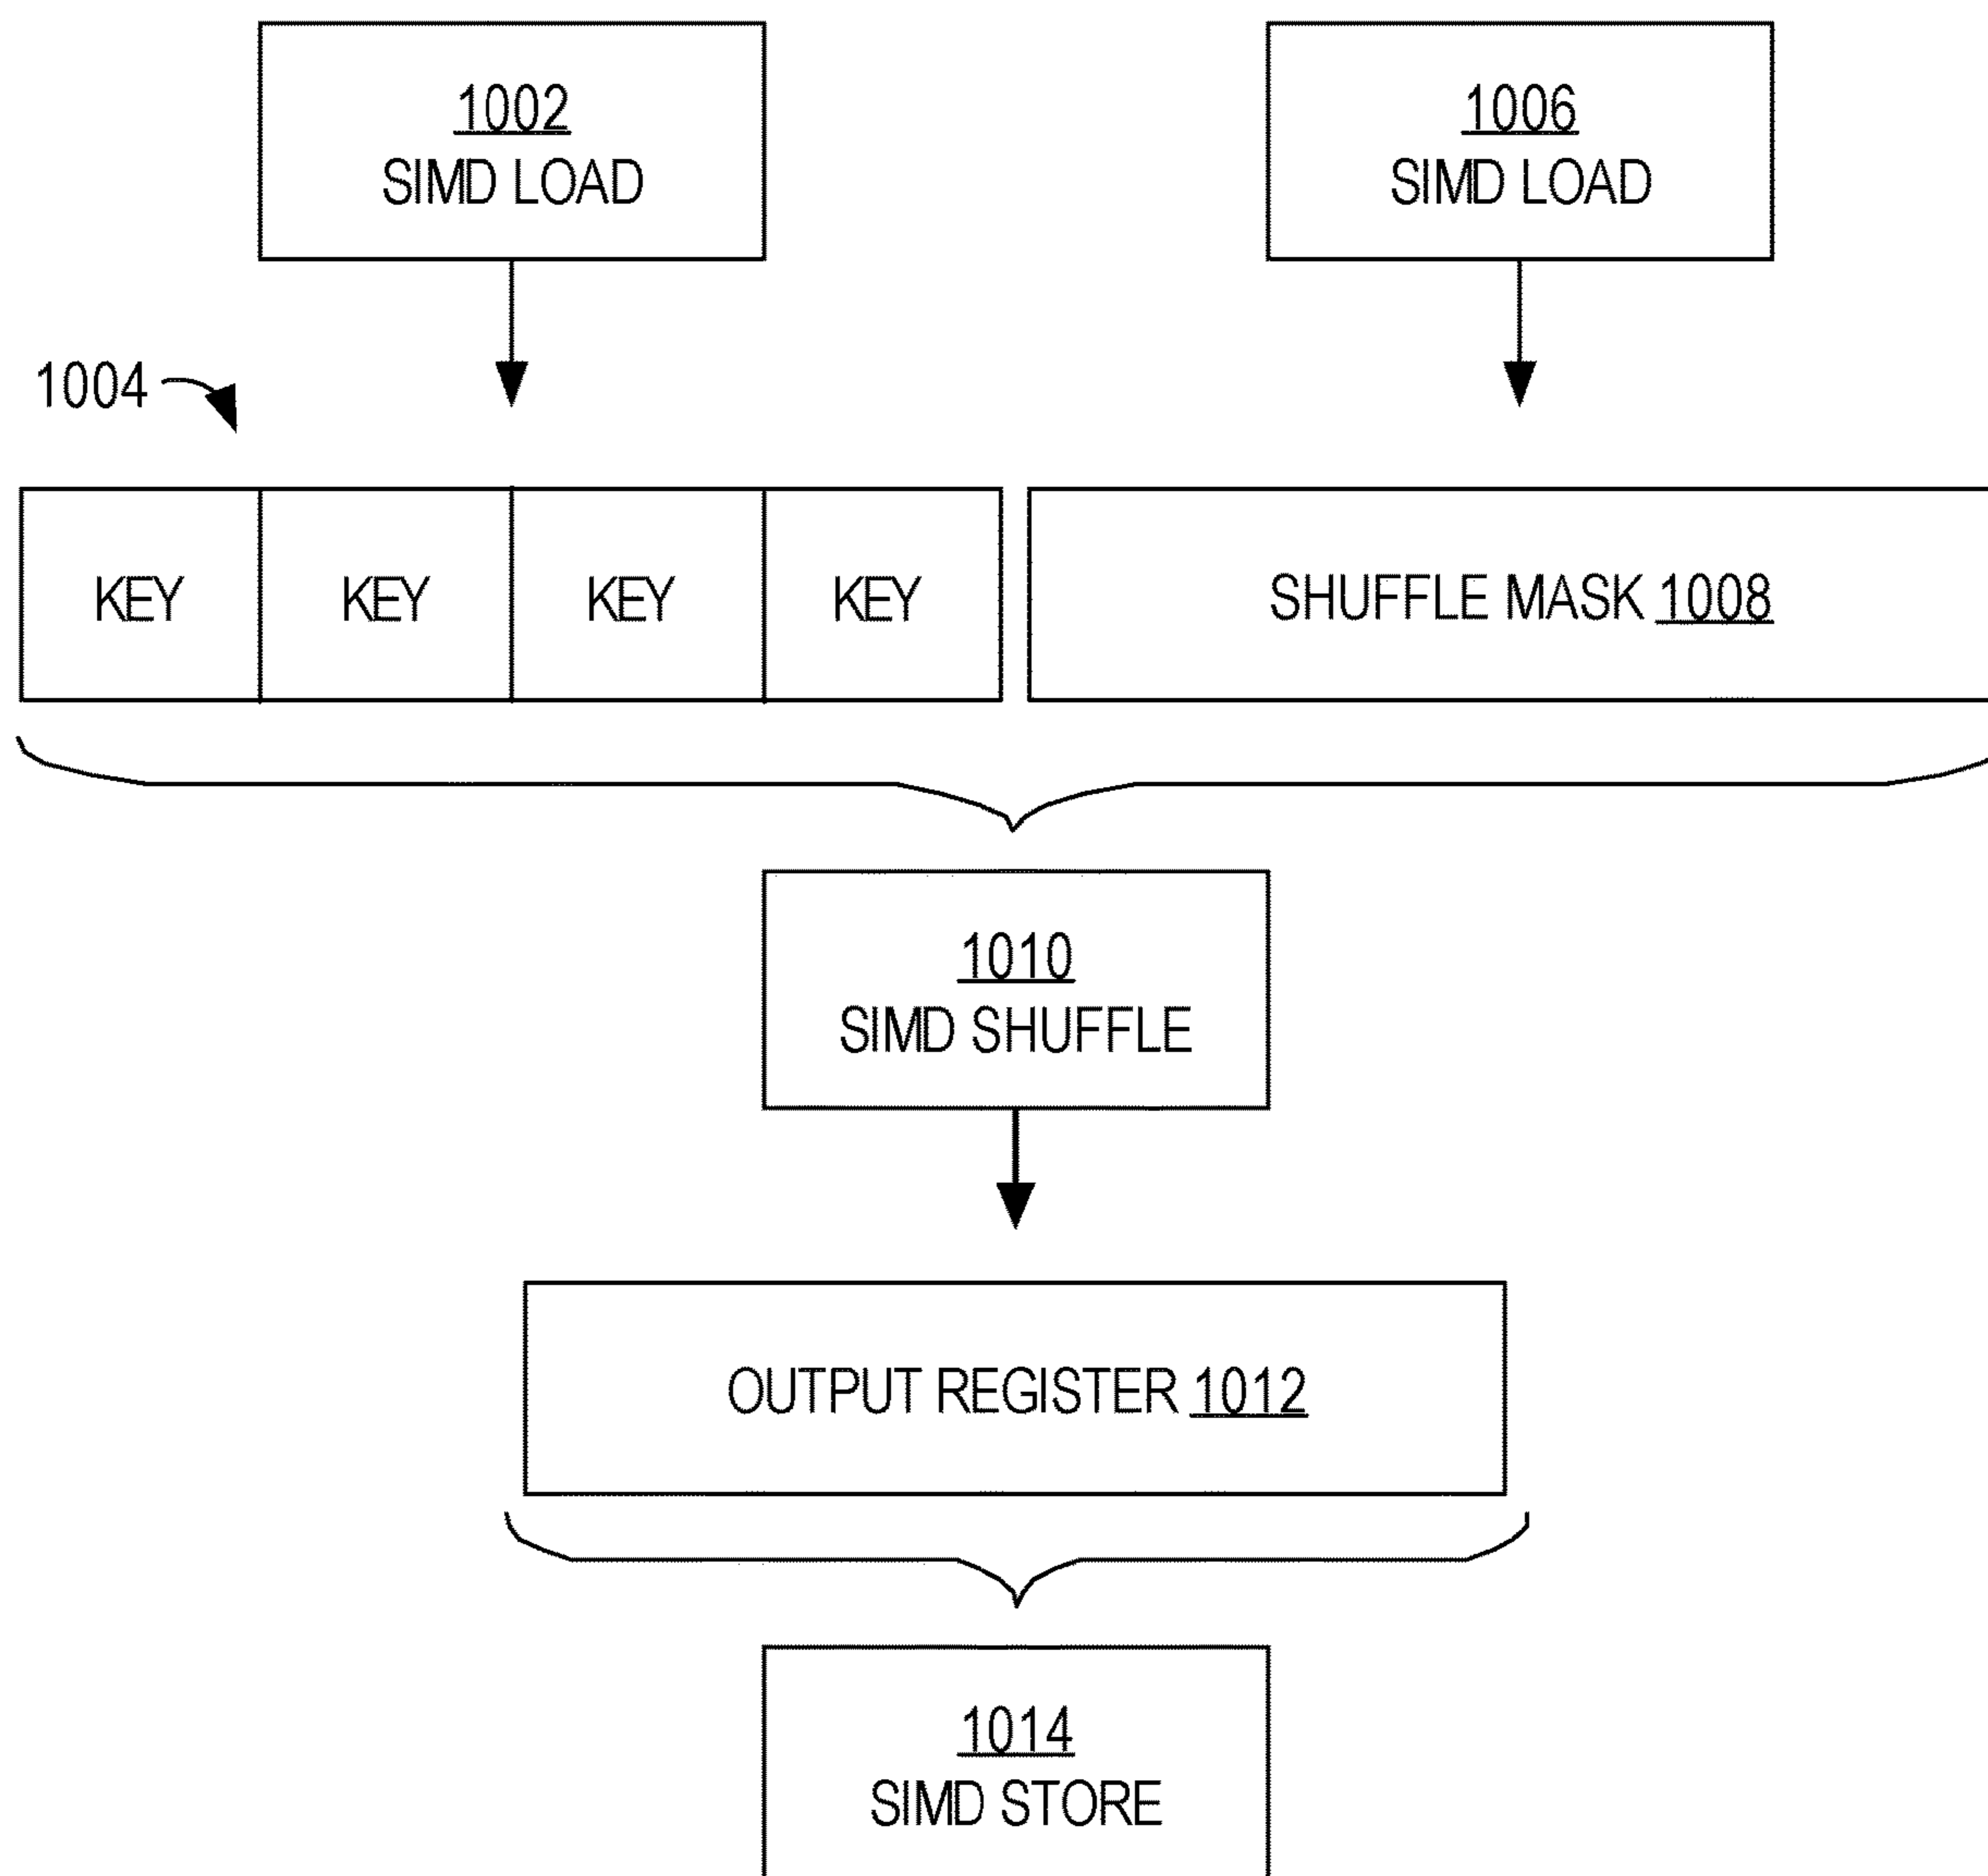 1002
SIMD LOAD
1006
SIMD LOAD
1004
KEY KEY KEY KEY
SHUFFLE MASK 1008
1010
SIMD SHUFFLE
OUTPUT REGISTER 1012
1014
SIMD STORE